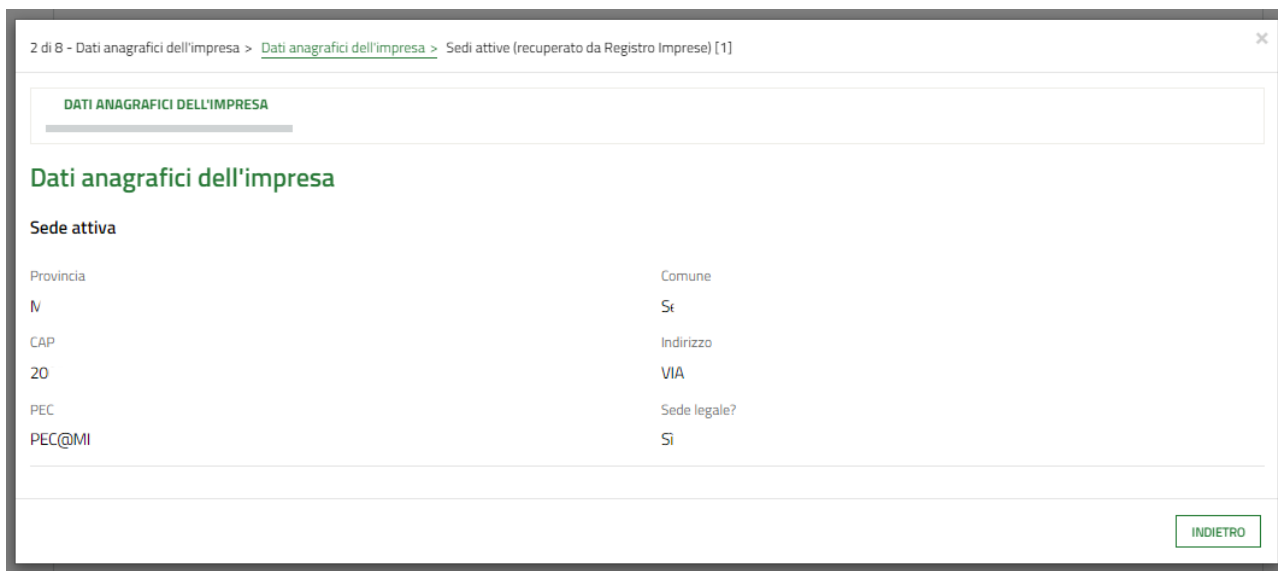 2 di 8 - Dati anagrafici dell'impresa > Dati anagrafici dell'impresa > Sedi attive (recuperato da Registro Imprese) [1]
×
DATI ANAGRAFICI DELL'IMPRESA
Dati anagrafici dell'impresa
Sede attiva
Provincia Comune
M Se
CAP Indirizzo
20 VIA
PEC Sede legale?
PEC@MI Sì
INDIETRO